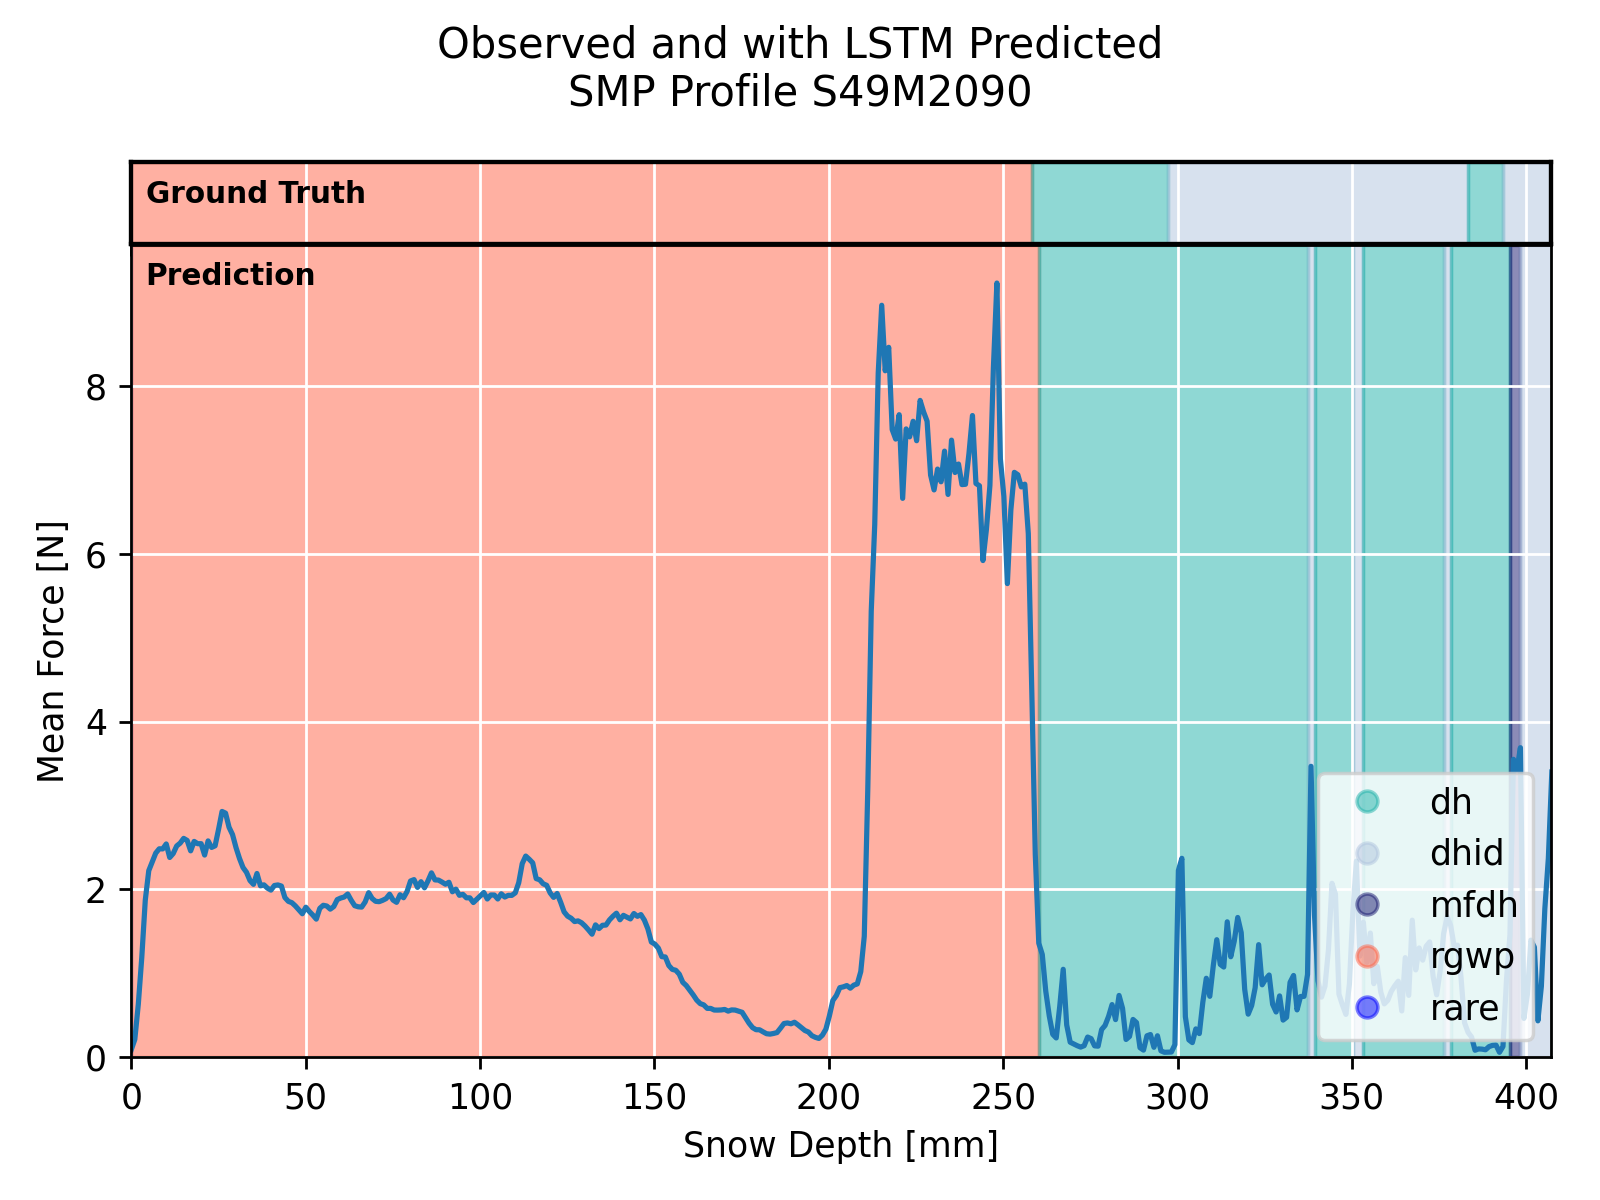 Observed and with LSTM Predicted
SMP Profile S49M2090
Ground Truth
Prediction
Mean Force [N]
8
6
4
2
0
dh
dhid
mfdh
rgwp
rare
0 50 100 150 200 250 300 350 400
Snow Depth [mm]